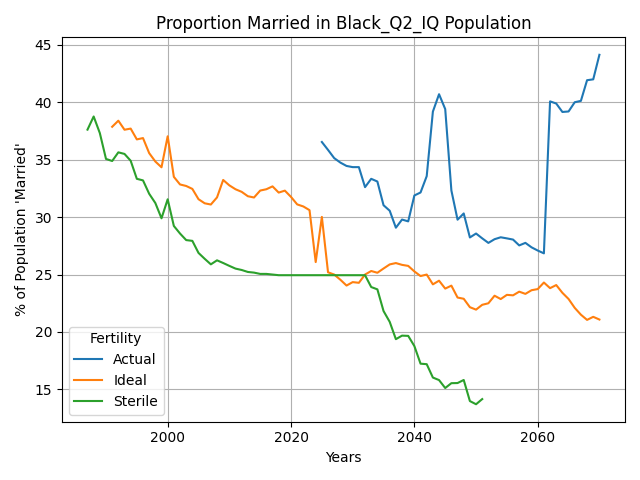 Proportion Married in Black_Q2_IQ Population
% of Population 'Married'
45
40
35
30
25
20
15
Fertility
Actual
Ideal
Sterile
2000 2020 2040 2060
Years